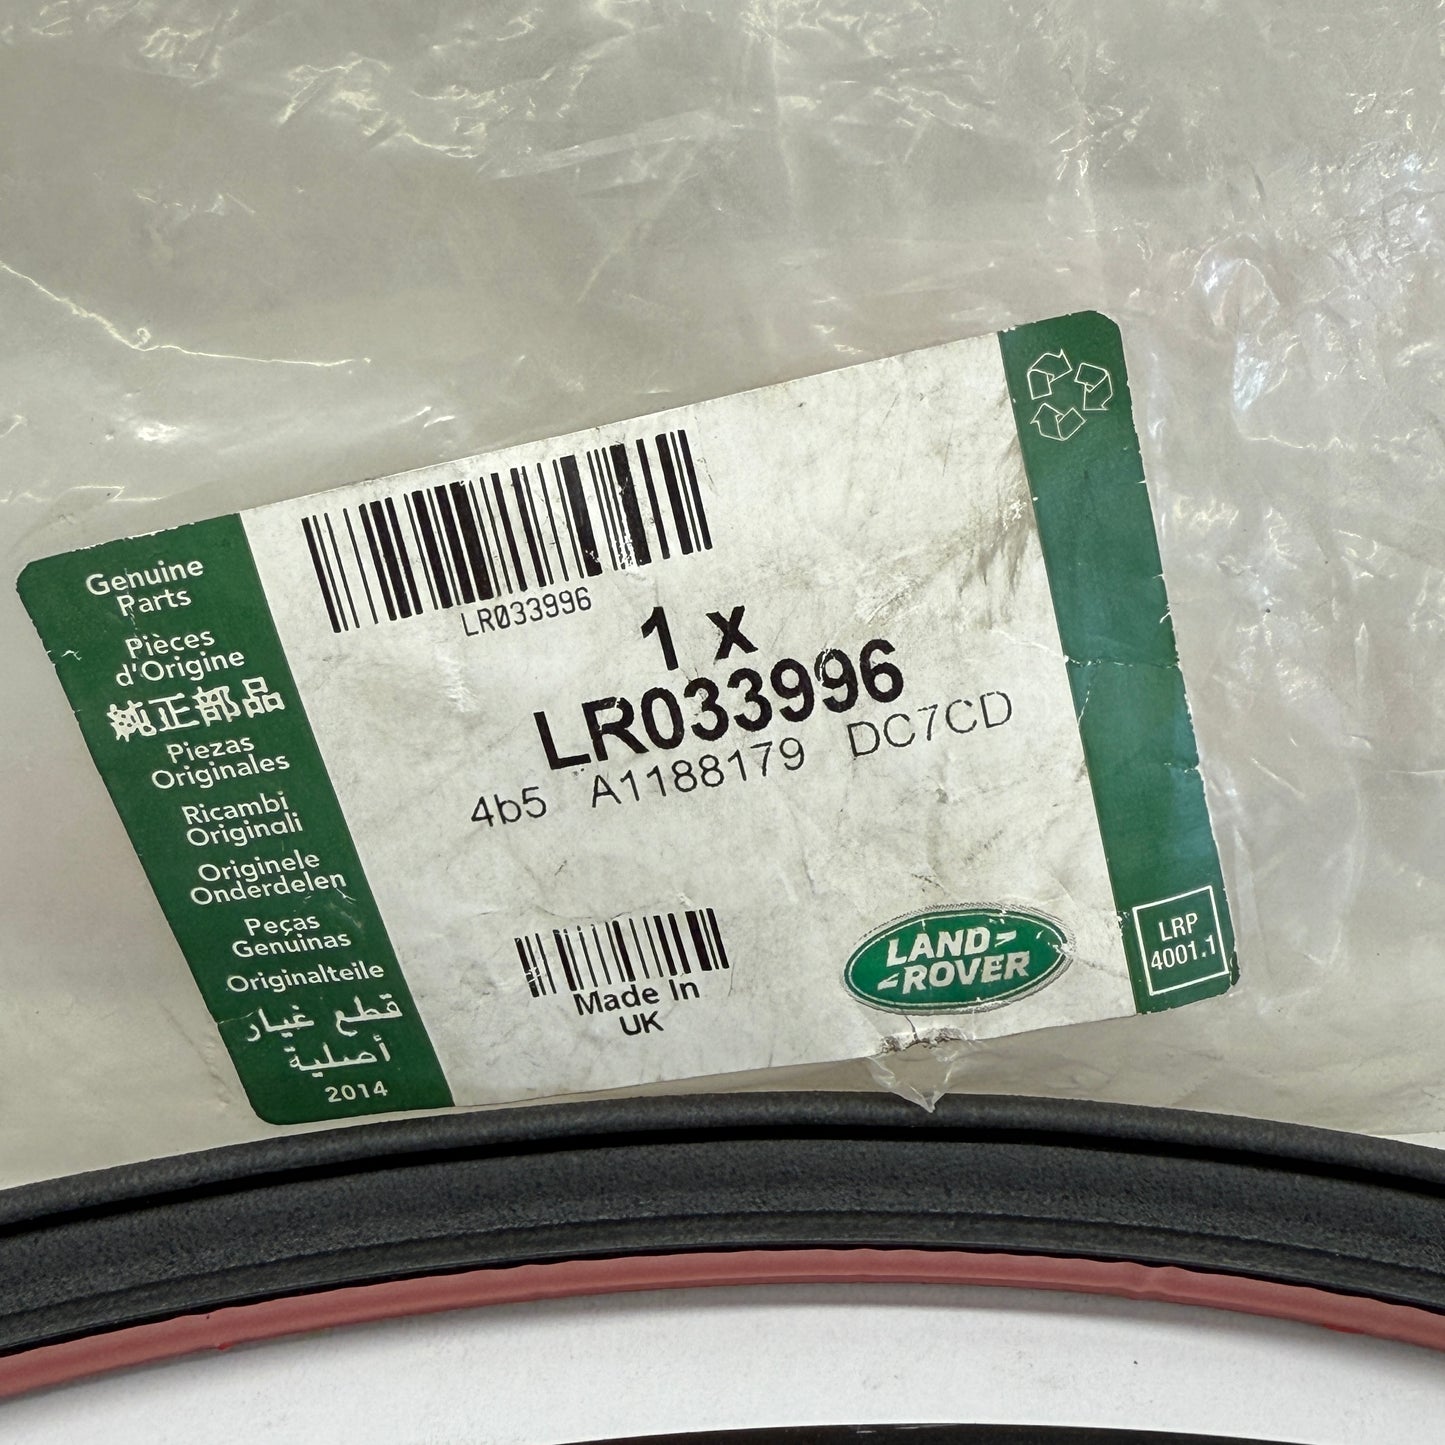 Genuine
Parts
Pièces
d'Origine
純正部品
Piezas
Originales
Ricambi
Originali
Originele
Onderdelen
Peças
Genuinas
Originalteile
قطع غيار
أصلية
2014
LR033996
1 x
LR033996
4b5 A1188179 DC7CD
Made In
UK
LAND-
-ROVER
LRP
4001.1